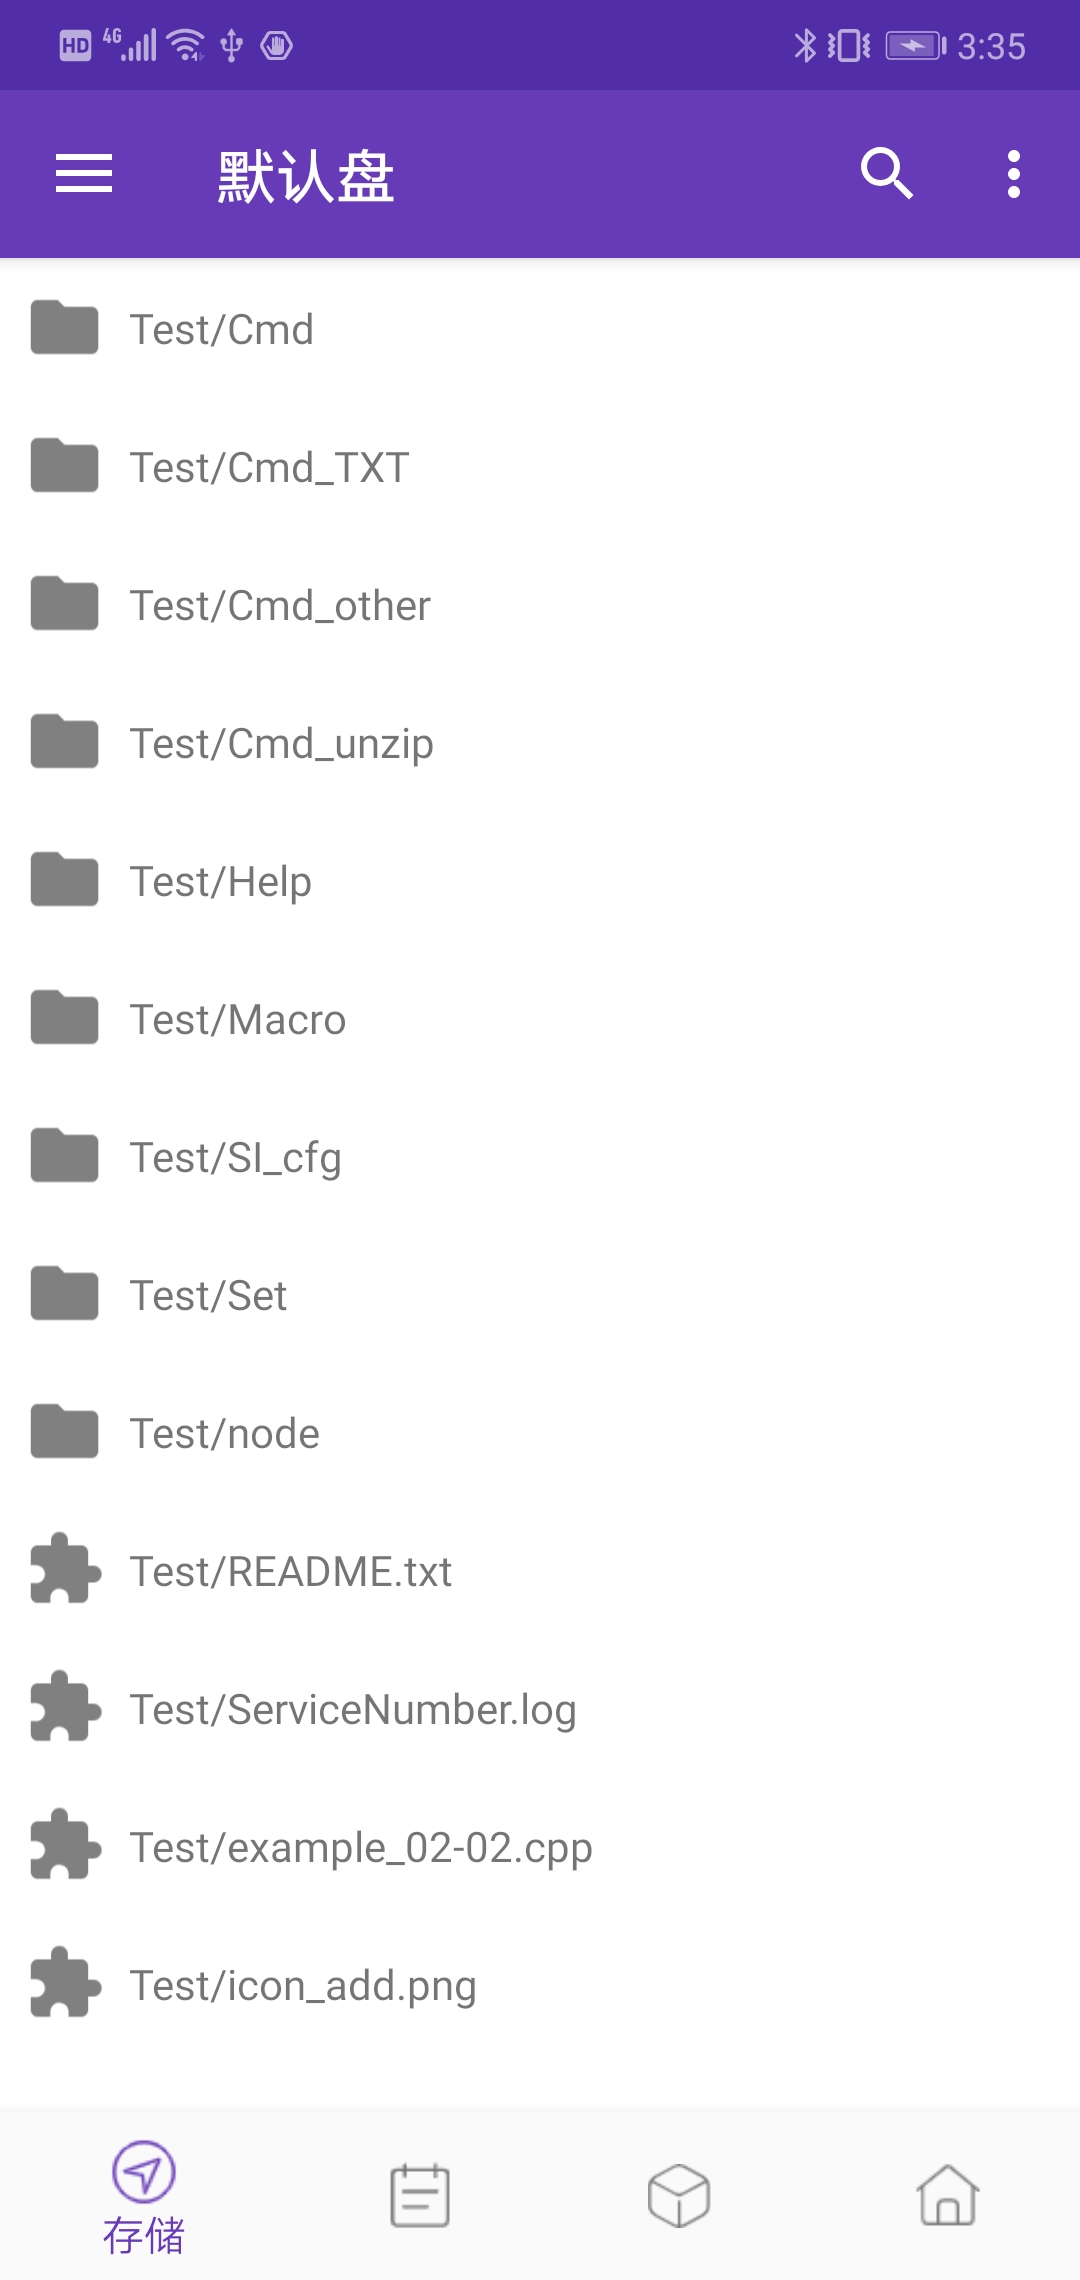 HD 4G 3:35
默认盘
Test/Cmd
Test/Cmd_TXT
Test/Cmd_other
Test/Cmd_unzip
Test/Help
Test/Macro
Test/SI_cfg
Test/Set
Test/node
Test/README.txt
Test/ServiceNumber.log
Test/example_02-02.cpp
Test/icon_add.png
存储